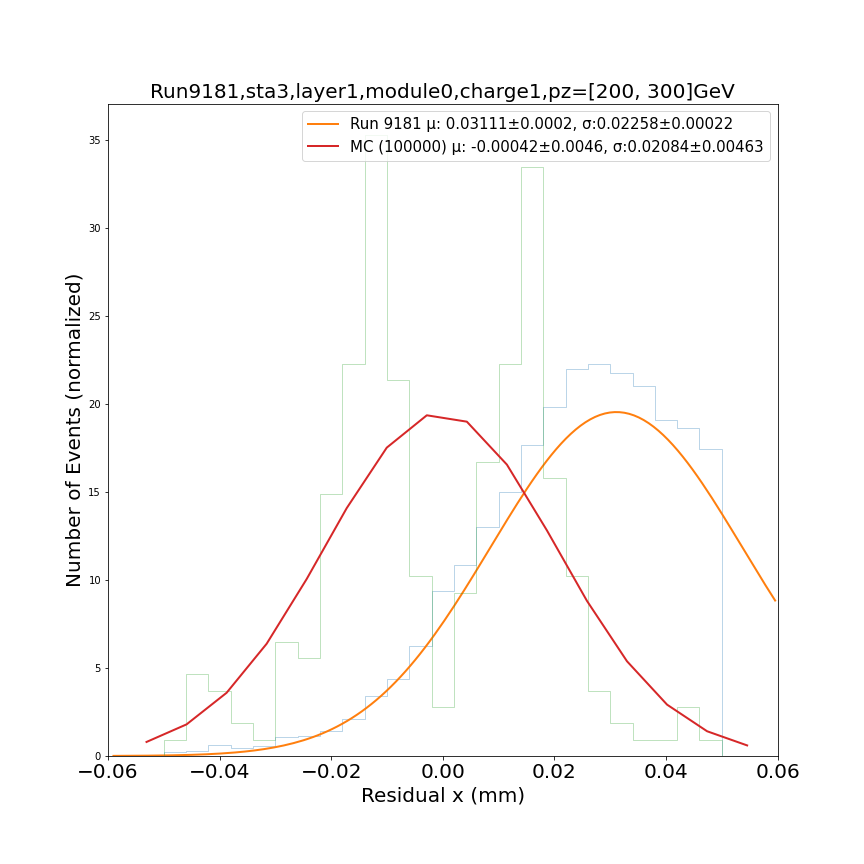 Run9181,sta3,layer1,module0,charge1,pz=[200, 300]GeV
Run 9181 μ: 0.03111±0.0002, σ:0.02258±0.00022
MC (100000) μ: -0.00042±0.0046, σ:0.02084±0.00463
Number of Events (normalized)
35
30
25
20
15
10
5
0
−0.06 −0.04 −0.02 0.00 0.02 0.04 0.06
Residual x (mm)